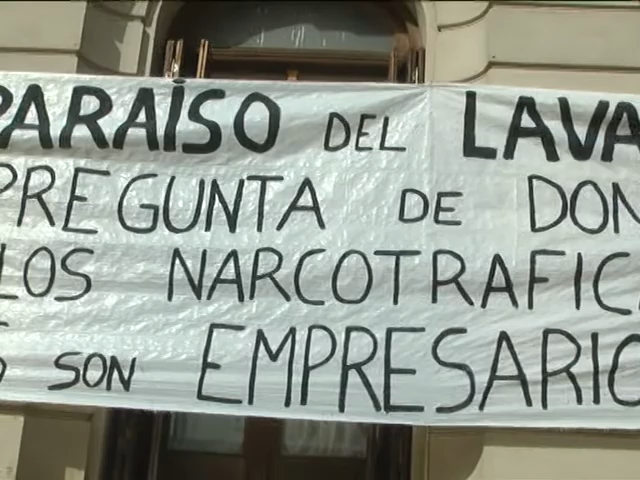 PARAÍSO DEL LAVA
PREGUNTA DE DON
LOS NARCOTRAFIC
SON EMPRESARIO